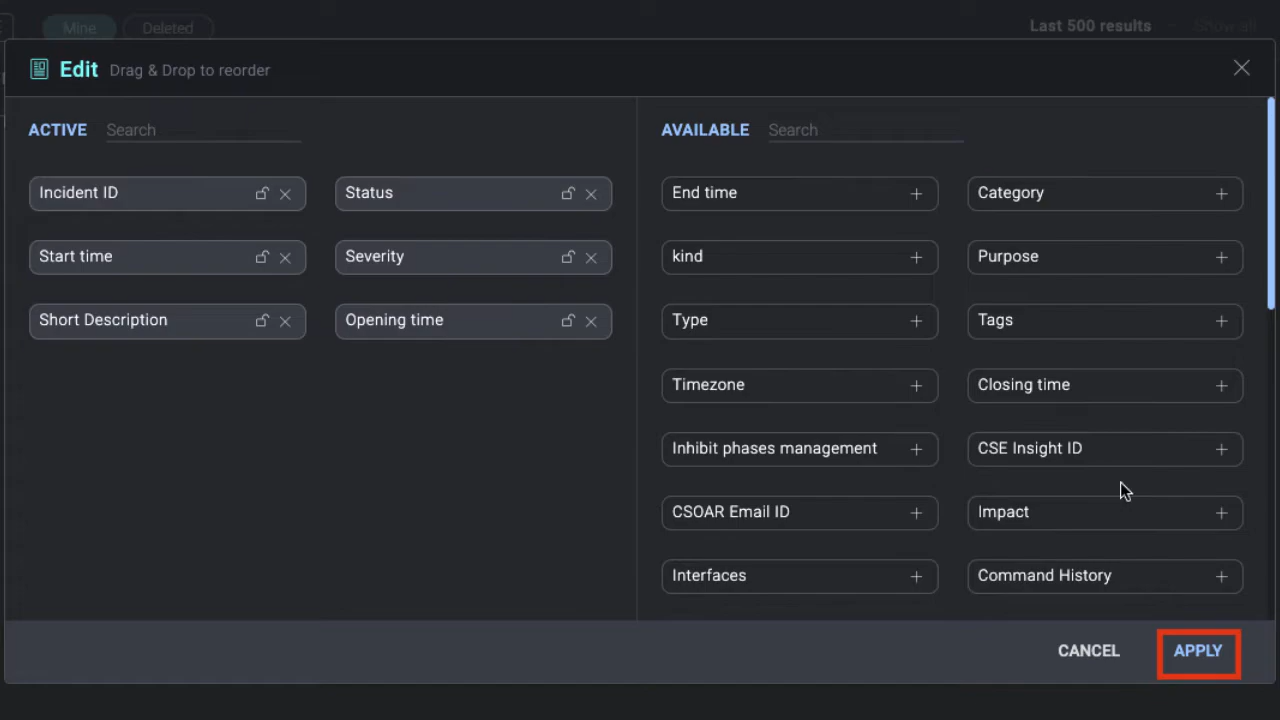 Mine Deleted Last 500 results Show all
Edit Drag & Drop to reorder
ACTIVE Search
AVAILABLE Search
Incident ID Status End time Category
Start time Severity kind Purpose
Short Description Opening time Type Tags
Timezone Closing time
Inhibit phases management CSE Insight ID
CSOAR Email ID Impact
Interfaces Command History
CANCEL APPLY